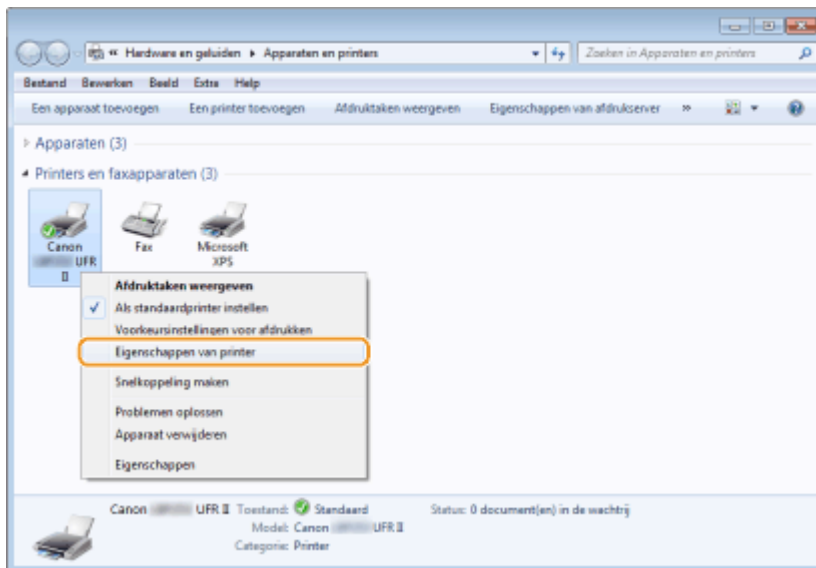 « Hardware en geluiden ▸ Apparaten en printers
Zoeken in Apparaten en printers
Bestand Bewerken Beeld Extra Help
Een apparaat toevoegen Een printer toevoegen Afdruktaken weergeven Eigenschappen van afdrukserver »
Apparaten (3)
Printers en faxapparaten (3)
Canon
UFR
II
Fax
Microsoft
XPS
Afdruktaken weergeven
Als standaardprinter instellen
Voorkeursinstellingen voor afdrukken
Eigenschappen van printer
Snelkoppeling maken
Problemen oplossen
Apparaat verwijderen
Eigenschappen
Canon UFR II Toestand: Standaard Status: 0 document(en) in de wachtrij
Model: Canon UFR II
Categorie: Printer